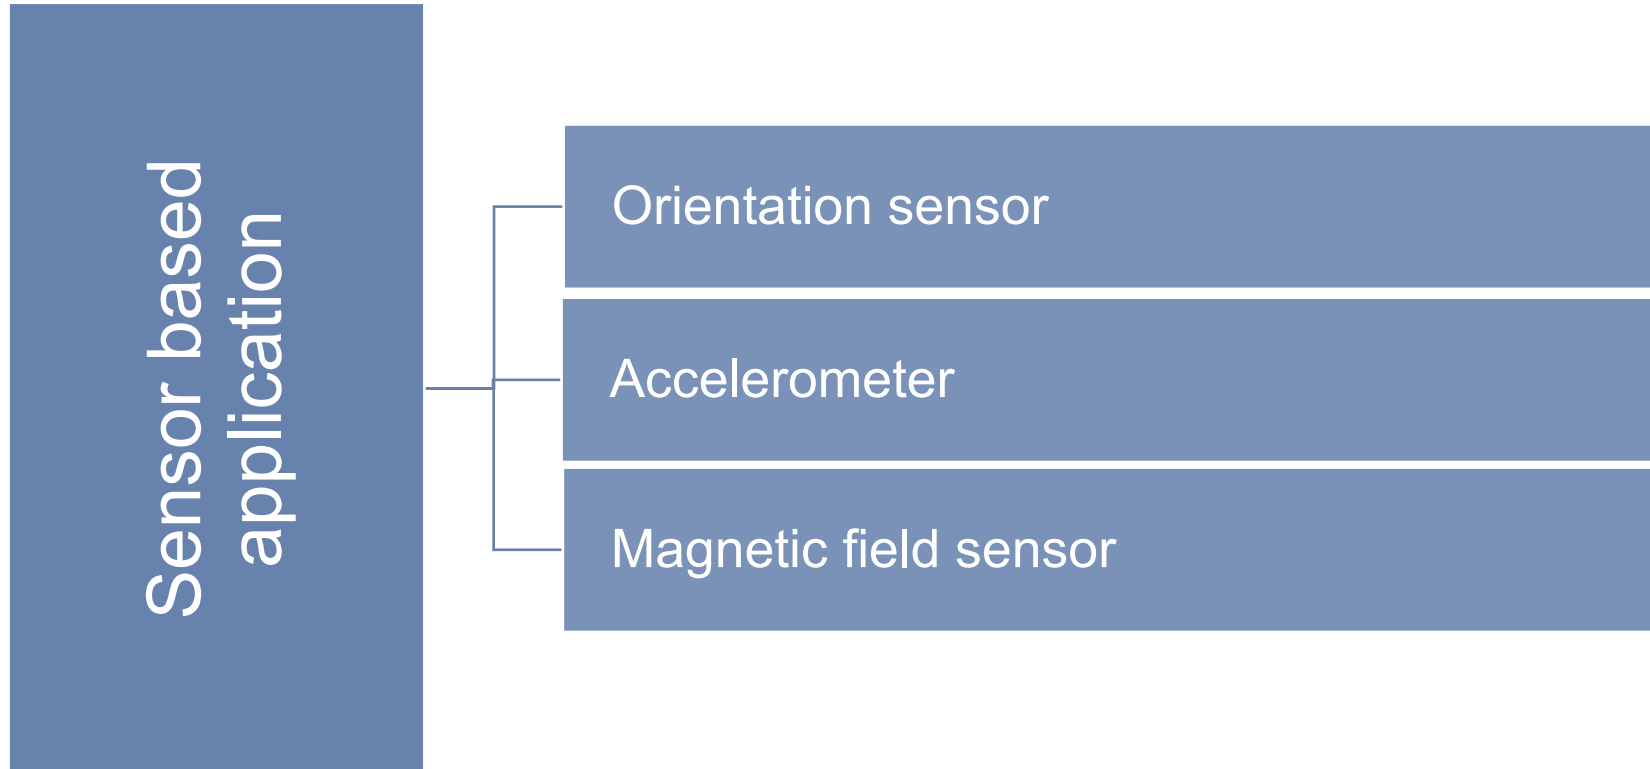 Sensor based
application
Orientation sensor
Accelerometer
Magnetic field sensor